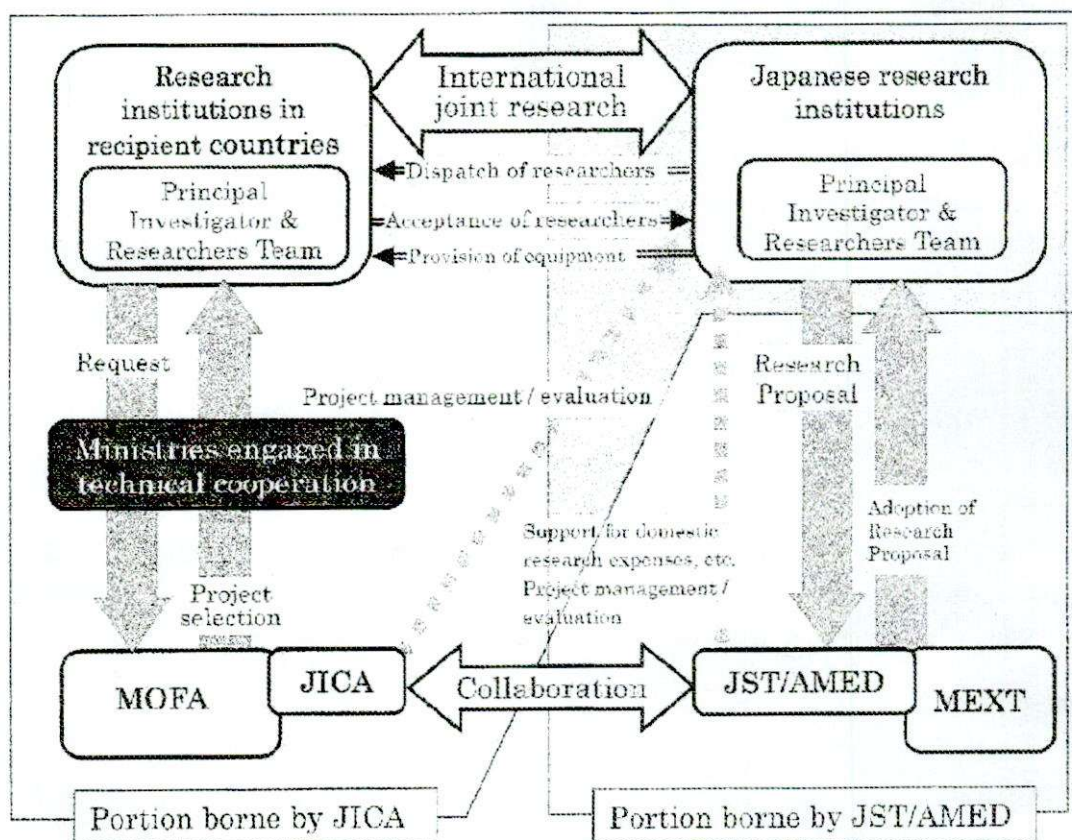 Research
institutions in
recipient countries
Principal
Investigator &
Researchers Team
International
joint research
Japanese research
institutions
Principal
Investigator &
Researchers Team
Dispatch of researchers
Acceptance of researchers
Provision of equipment
Request
Ministries engaged in
technical cooperation
Project
selection
Project management / evaluation
Research
Proposal
Adoption of
Research
Proposal
Support for domestic
research expenses, etc.
Project management /
evaluation
MOFA
JICA
Collaboration
JST/AMED
MEXT
Portion borne by JICA
Portion borne by JST/AMED